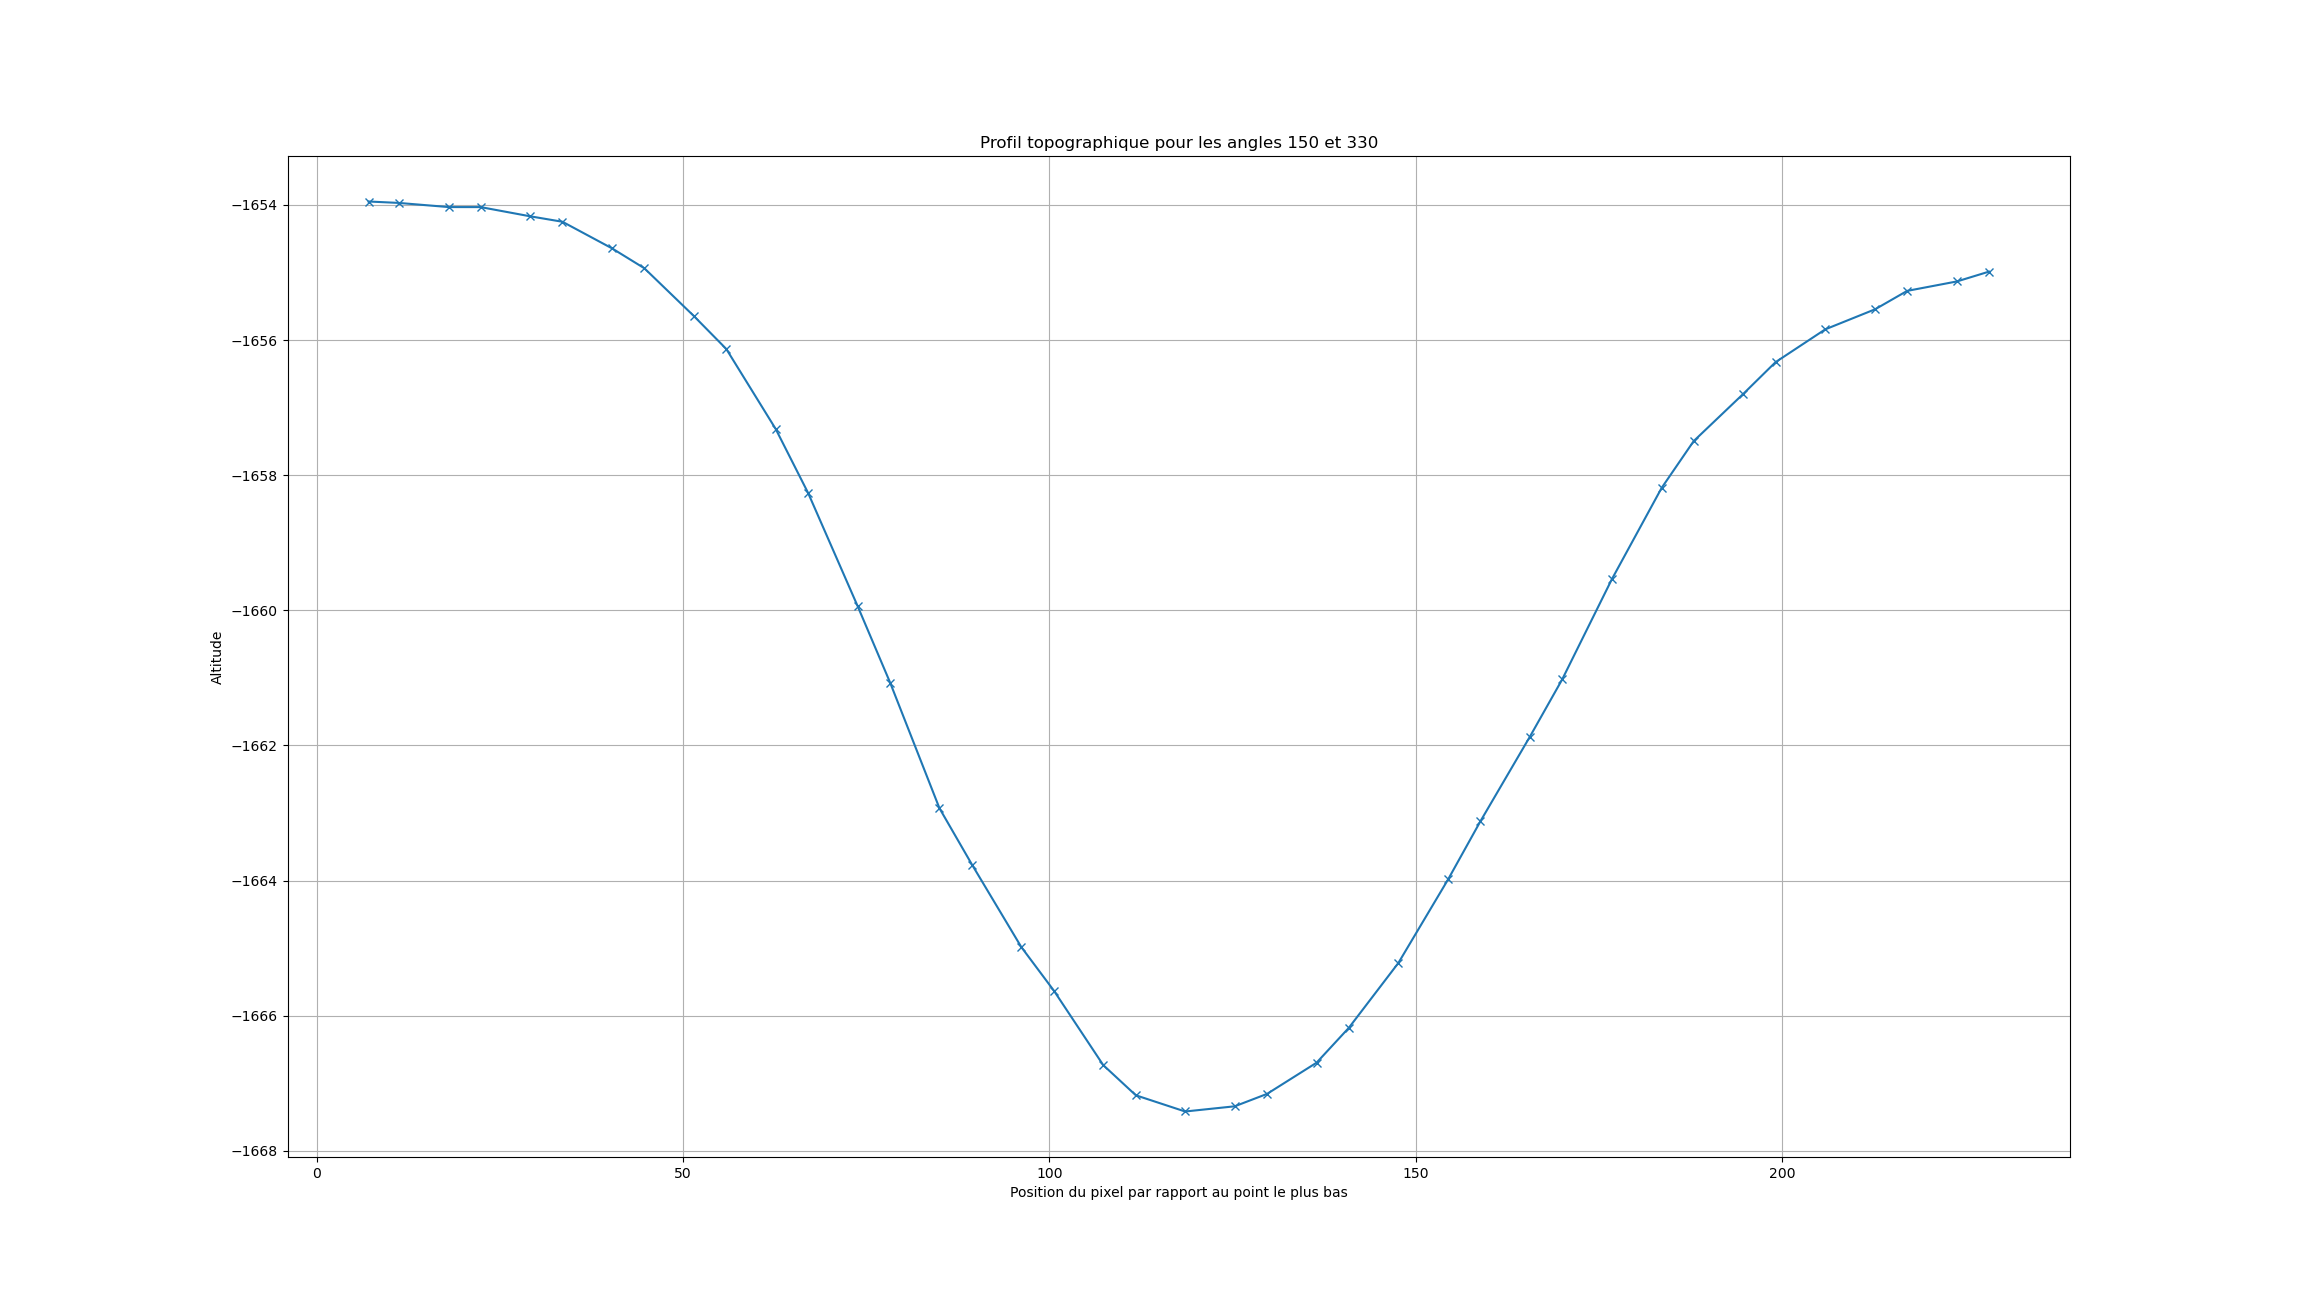 Profil topographique pour les angles 150 et 330
−1654
−1656
−1658
−1660
−1662
−1664
−1666
−1668
Altitude
0 50 100 150 200
Position du pixel par rapport au point le plus bas